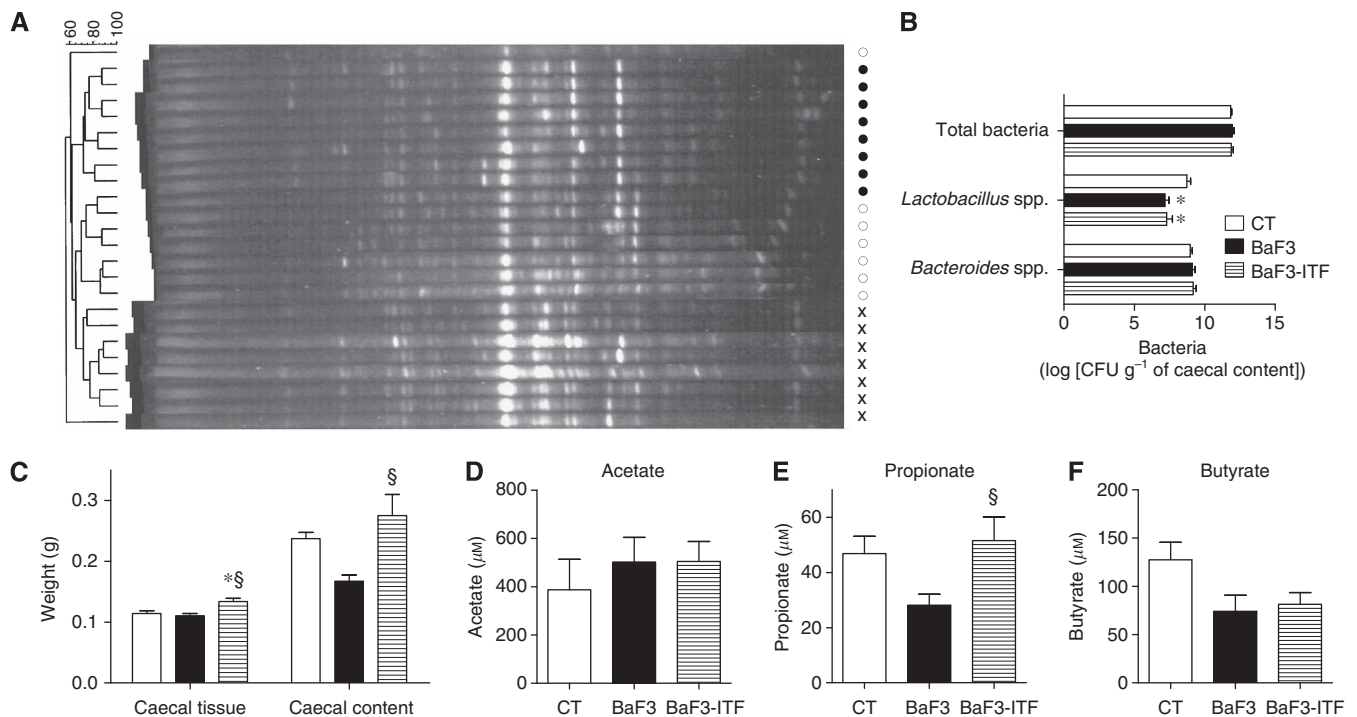 A
60
80
100
○
●
●
●
●
●
●
●
●
○
○
○
○
○
○
x
x
x
x
x
x
x
B
Total bacteria
Lactobacillus spp.
*
*
Bacteroides spp.
CT
BaF3
BaF3-ITF
0 5 10 15
Bacteria
(log [CFU g⁻¹ of caecal content])
C
Weight (g)
0.3
0.2
0.1
0.0
*§
§
Caecal tissue Caecal content
D
Acetate
Acetate (μM)
800
600
400
200
0
CT BaF3 BaF3-ITF
E
Propionate
Propionate (μM)
60
40
20
0
§
CT BaF3 BaF3-ITF
F
Butyrate
Butyrate (μM)
200
150
100
50
0
CT BaF3 BaF3-ITF